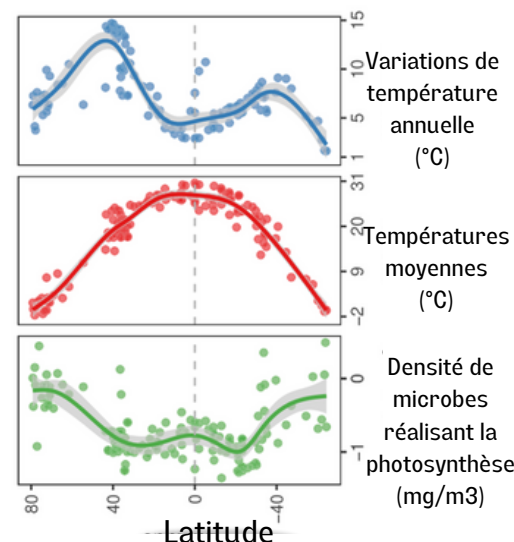 15
10
5
1
Variations de
température
annuelle
(°C)
31
20
9
-2
Températures
moyennes
(°C)
0
-1
Densité de
microbes
réalisant la
photosynthèse
(mg/m3)
80
40
0
-40
Latitude